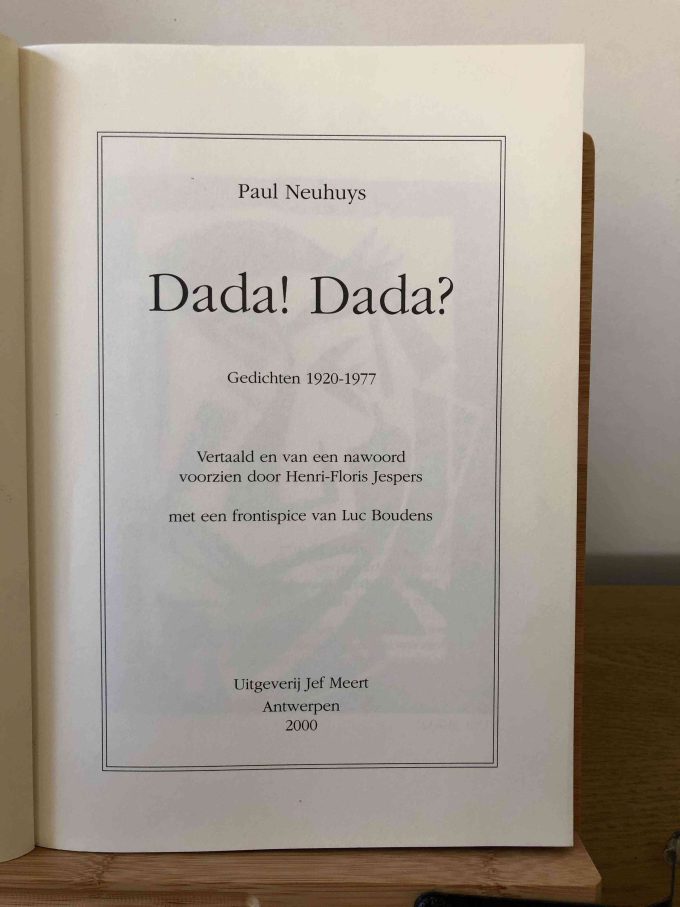 Paul Neuhuys
Dada! Dada?
Gedichten 1920-1977
Vertaald en van een nawoord
voorzien door Henri-Floris Jespers
met een frontispice van Luc Boudens
Uitgeverij Jef Meert
Antwerpen
2000